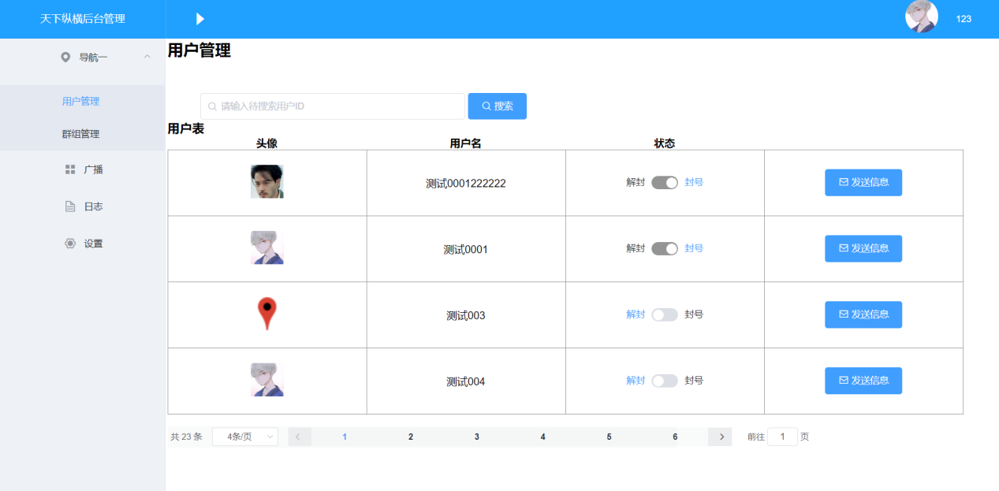 天下纵横后台管理
123
导航一
用户管理
群组管理
广播
日志
设置
用户管理
请输入待搜索用户ID
搜索
用户表
头像 用户名 状态
测试0001222222 解封 封号 发送信息
测试0001 解封 封号 发送信息
测试003 解封 封号 发送信息
测试004 解封 封号 发送信息
共 23 条 4条/页 1 2 3 4 5 6 前往 1 页